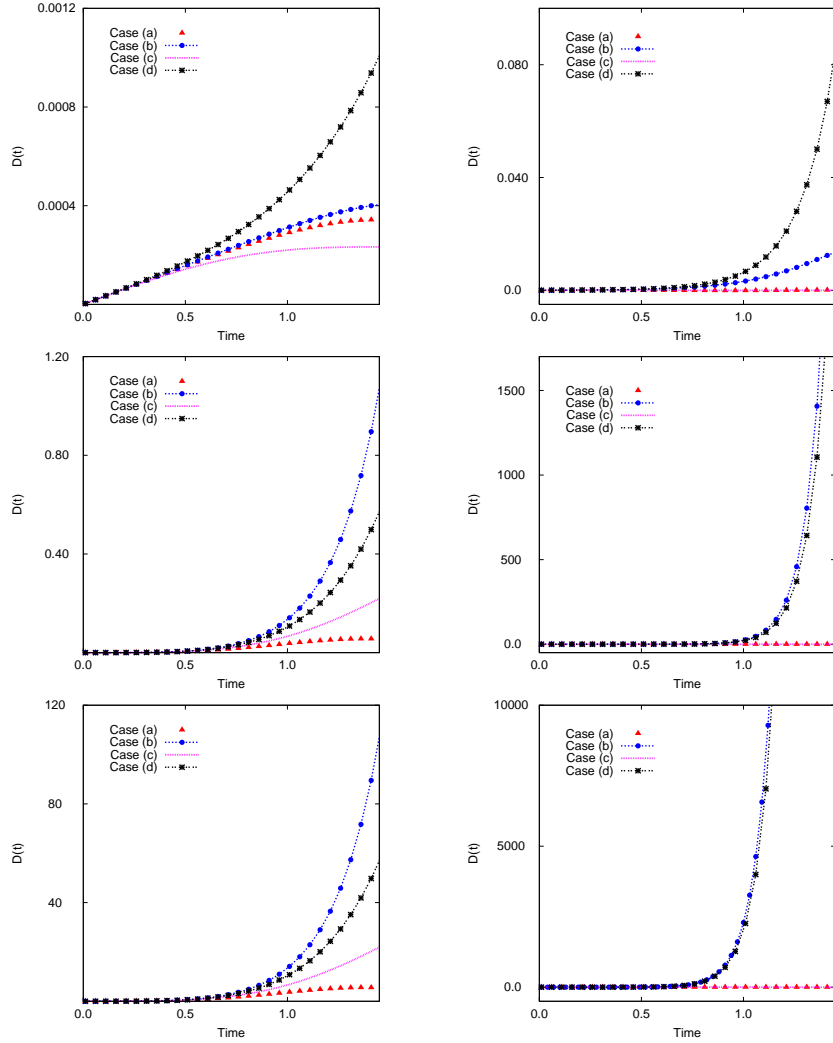 0.0012
0.0008
0.0004
D(t)
Case (a)
Case (b)
Case (c)
Case (d)
0.0 0.5 1.0
Time
0.080
0.040
0.0
D(t)
Case (a)
Case (b)
Case (c)
Case (d)
0.0 0.5 1.0
Time
1.20
0.80
0.40
D(t)
Case (a)
Case (b)
Case (c)
Case (d)
0.0 0.5 1.0
Time
1500
1000
500
0.0
D(t)
Case (a)
Case (b)
Case (c)
Case (d)
0.0 0.5 1.0
Time
120
80
40
D(t)
Case (a)
Case (b)
Case (c)
Case (d)
0.0 0.5 1.0
Time
10000
5000
0.0
D(t)
Case (a)
Case (b)
Case (c)
Case (d)
0.0 0.5 1.0
Time